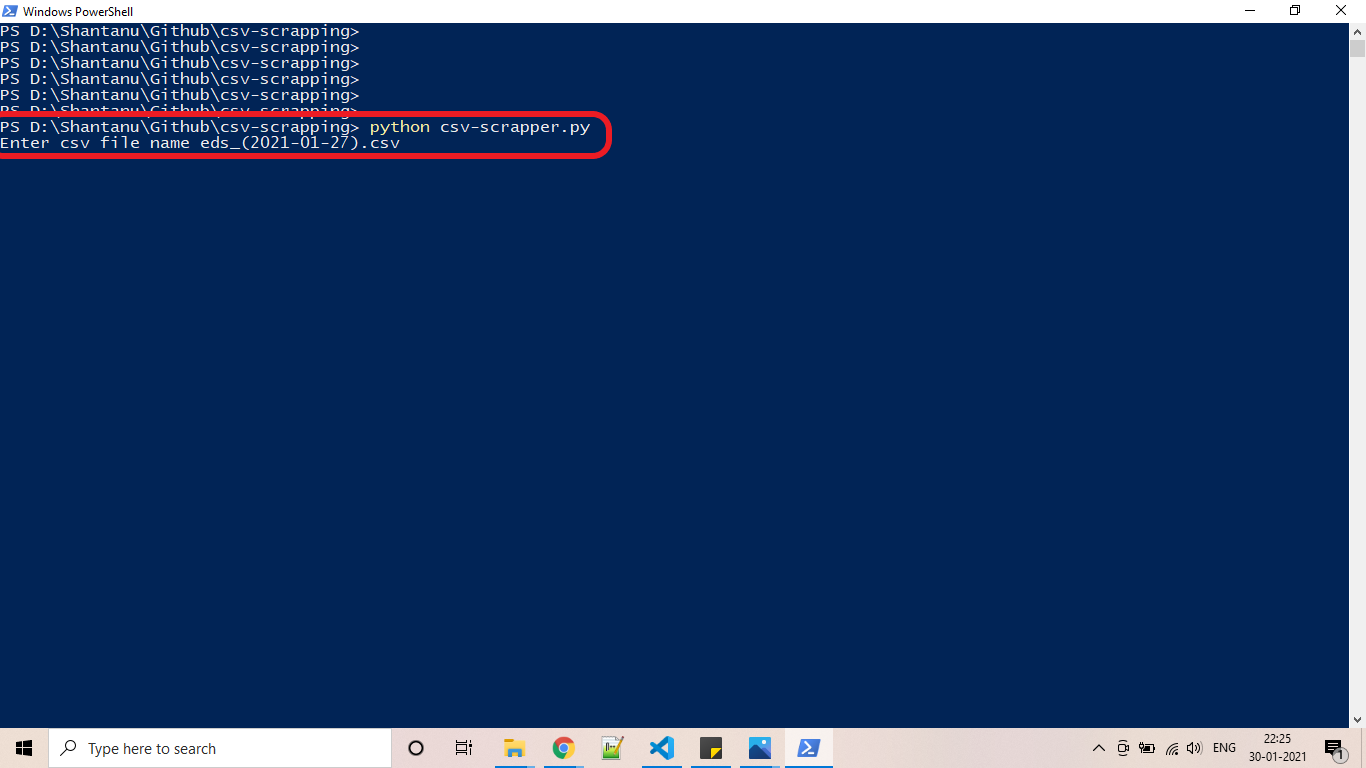 Windows PowerShell
PS D:\Shantanu\Github\csv-scrapping>
PS D:\Shantanu\Github\csv-scrapping>
PS D:\Shantanu\Github\csv-scrapping>
PS D:\Shantanu\Github\csv-scrapping>
PS D:\Shantanu\Github\csv-scrapping>
PS D:\Shantanu\Github\csv-scrapping>
PS D:\Shantanu\Github\csv-scrapping> python csv-scrapper.py
Enter csv file name eds_(2021-01-27).csv
Type here to search
ENG
22:25
30-01-2021
1